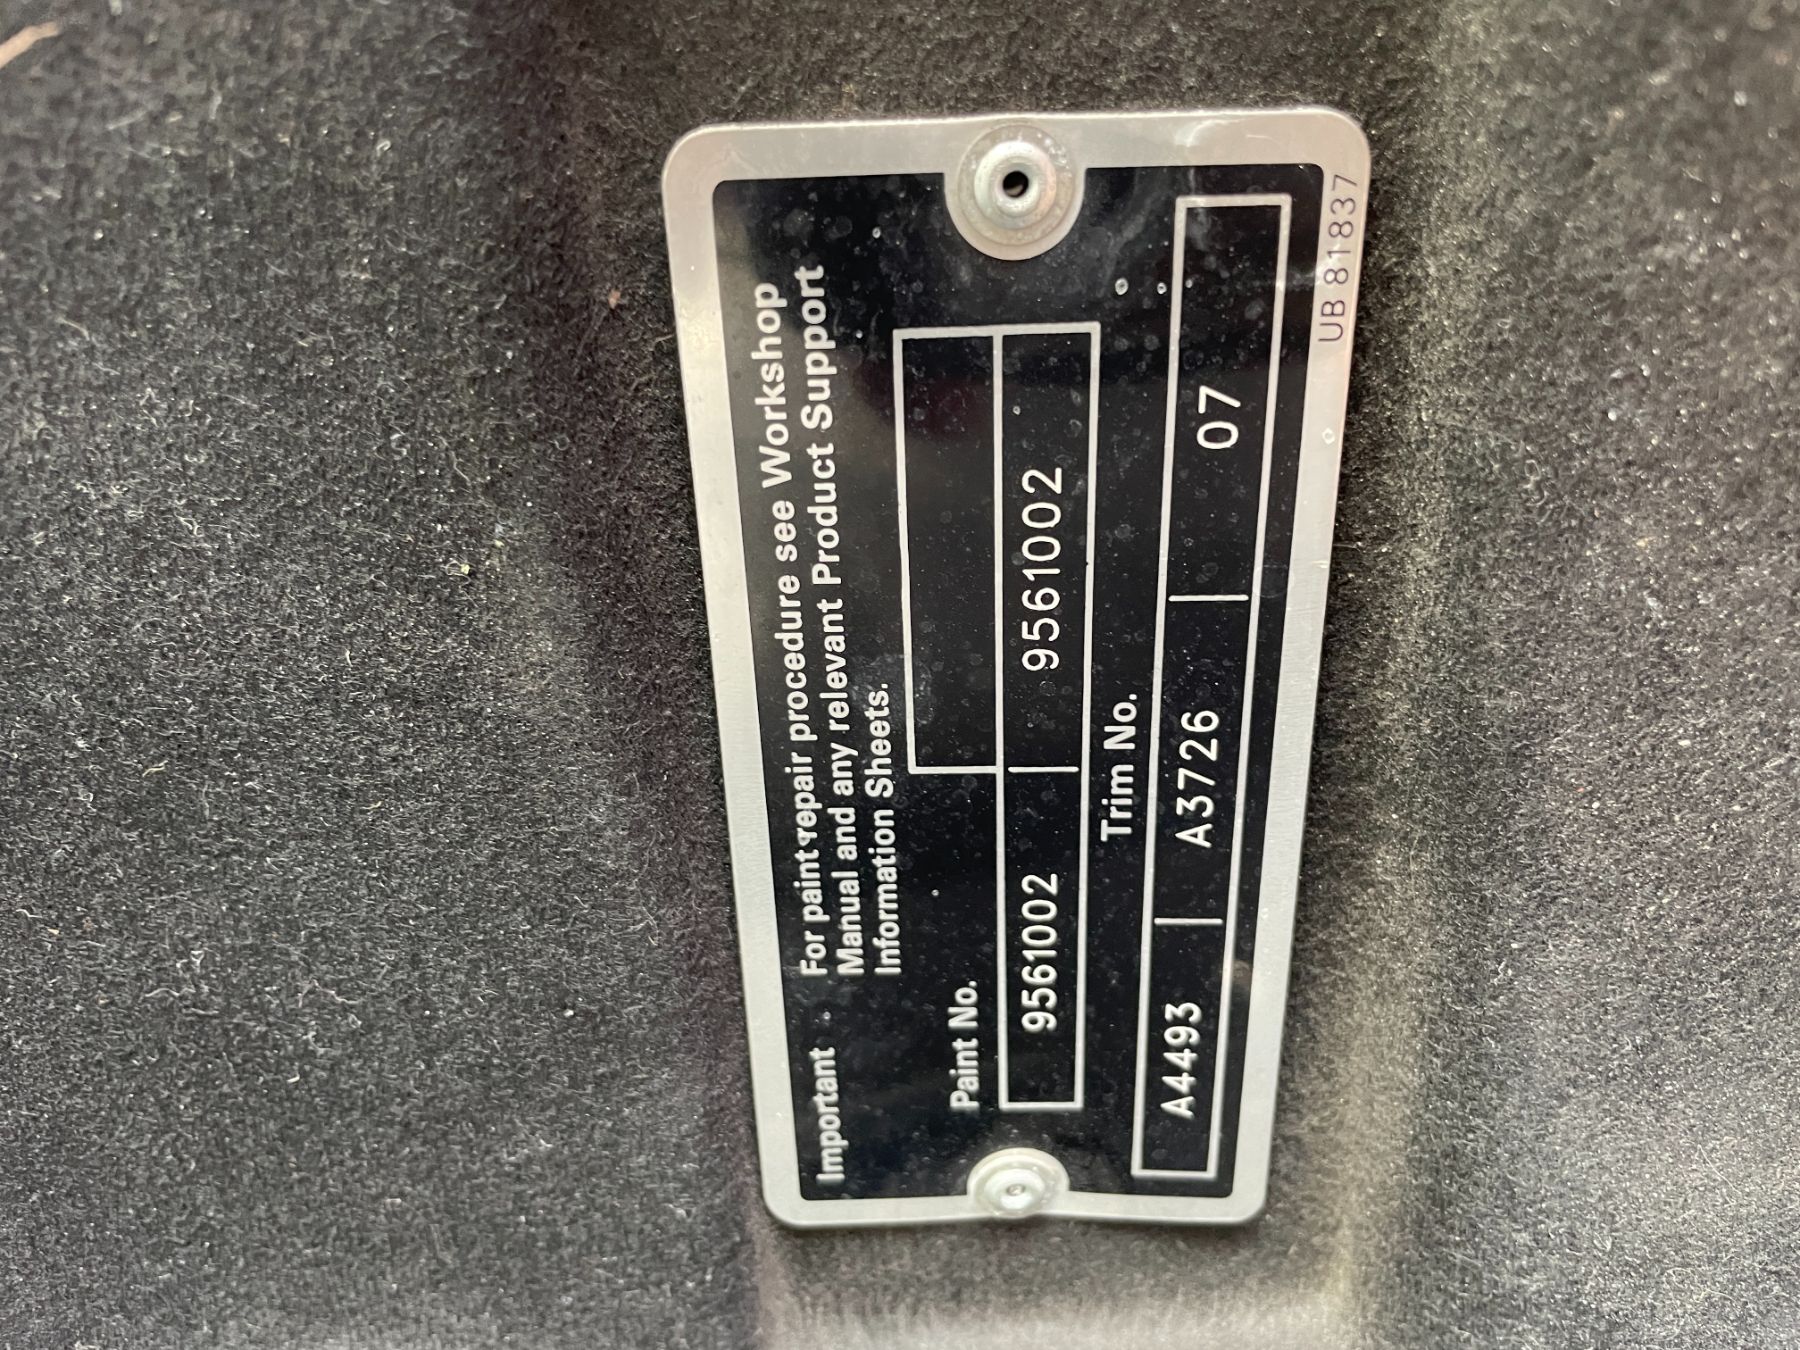 Important
For paint repair procedure see Workshop
Manual and any relevant Product Support
Information Sheets.
Paint No.
9561002 9561002
Trim No.
A4493 A3726 07
UB 81837